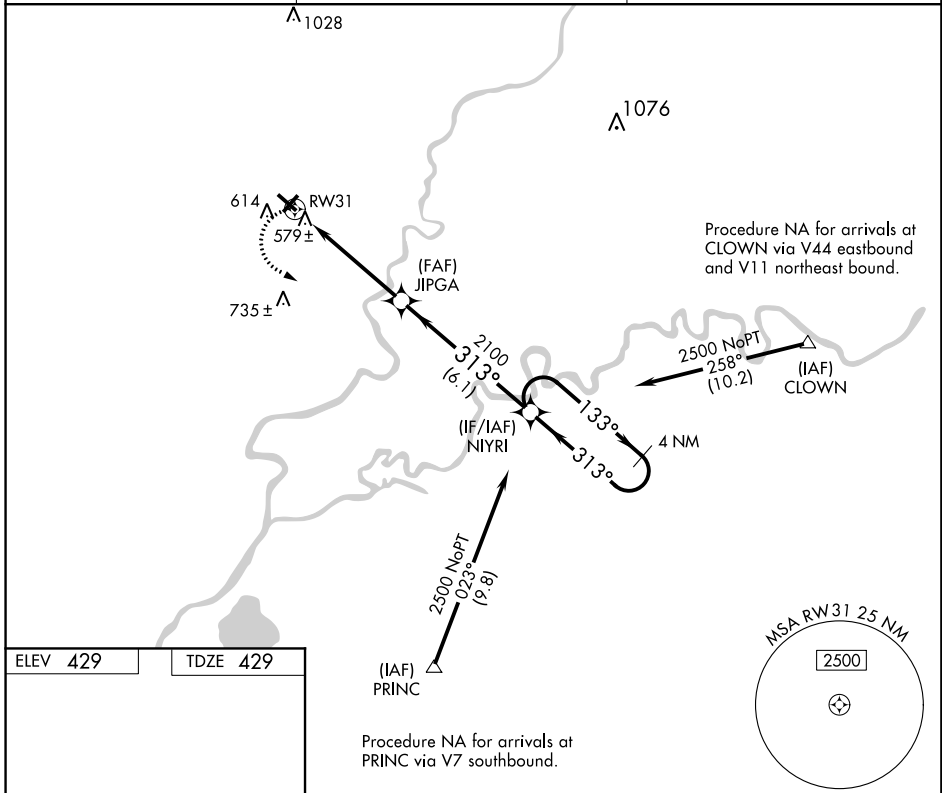 1028
1076
614
RW31
579±
735±
Procedure NA for arrivals at
CLOWN via V44 eastbound
and V11 northeast bound.
(FAF)
JIPGA
2100
313°
(6.1)
2500 NoPT
258°
(10.2)
(IAF)
CLOWN
(IF/IAF)
NIYRI
133°
4 NM
313°
2500 NoPT
023°
(9.8)
(IAF)
PRINC
Procedure NA for arrivals at
PRINC via V7 southbound.
ELEV 429
TDZE 429
MSA RW31 25 NM
2500